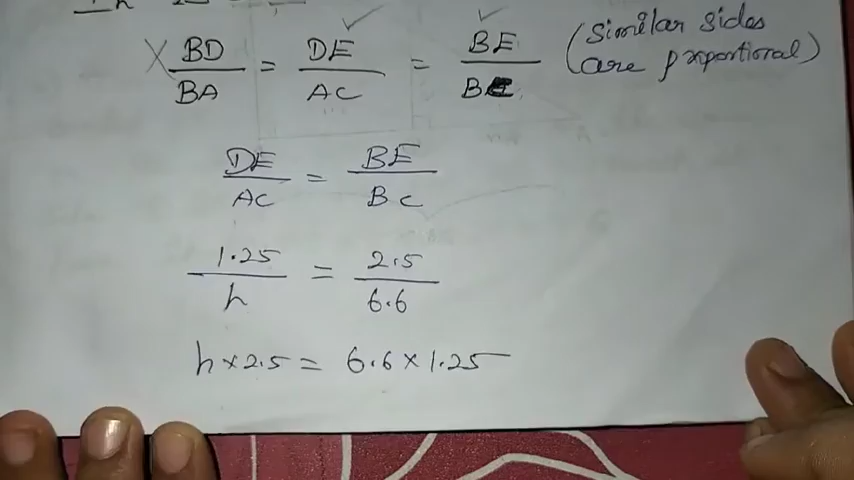 BD/BA = DE/AC = BE/B (Similar sides are proportional)
DE/AC = BE/BC
1.25/h = 2.5/6.6
h × 2.5 = 6.6 × 1.25